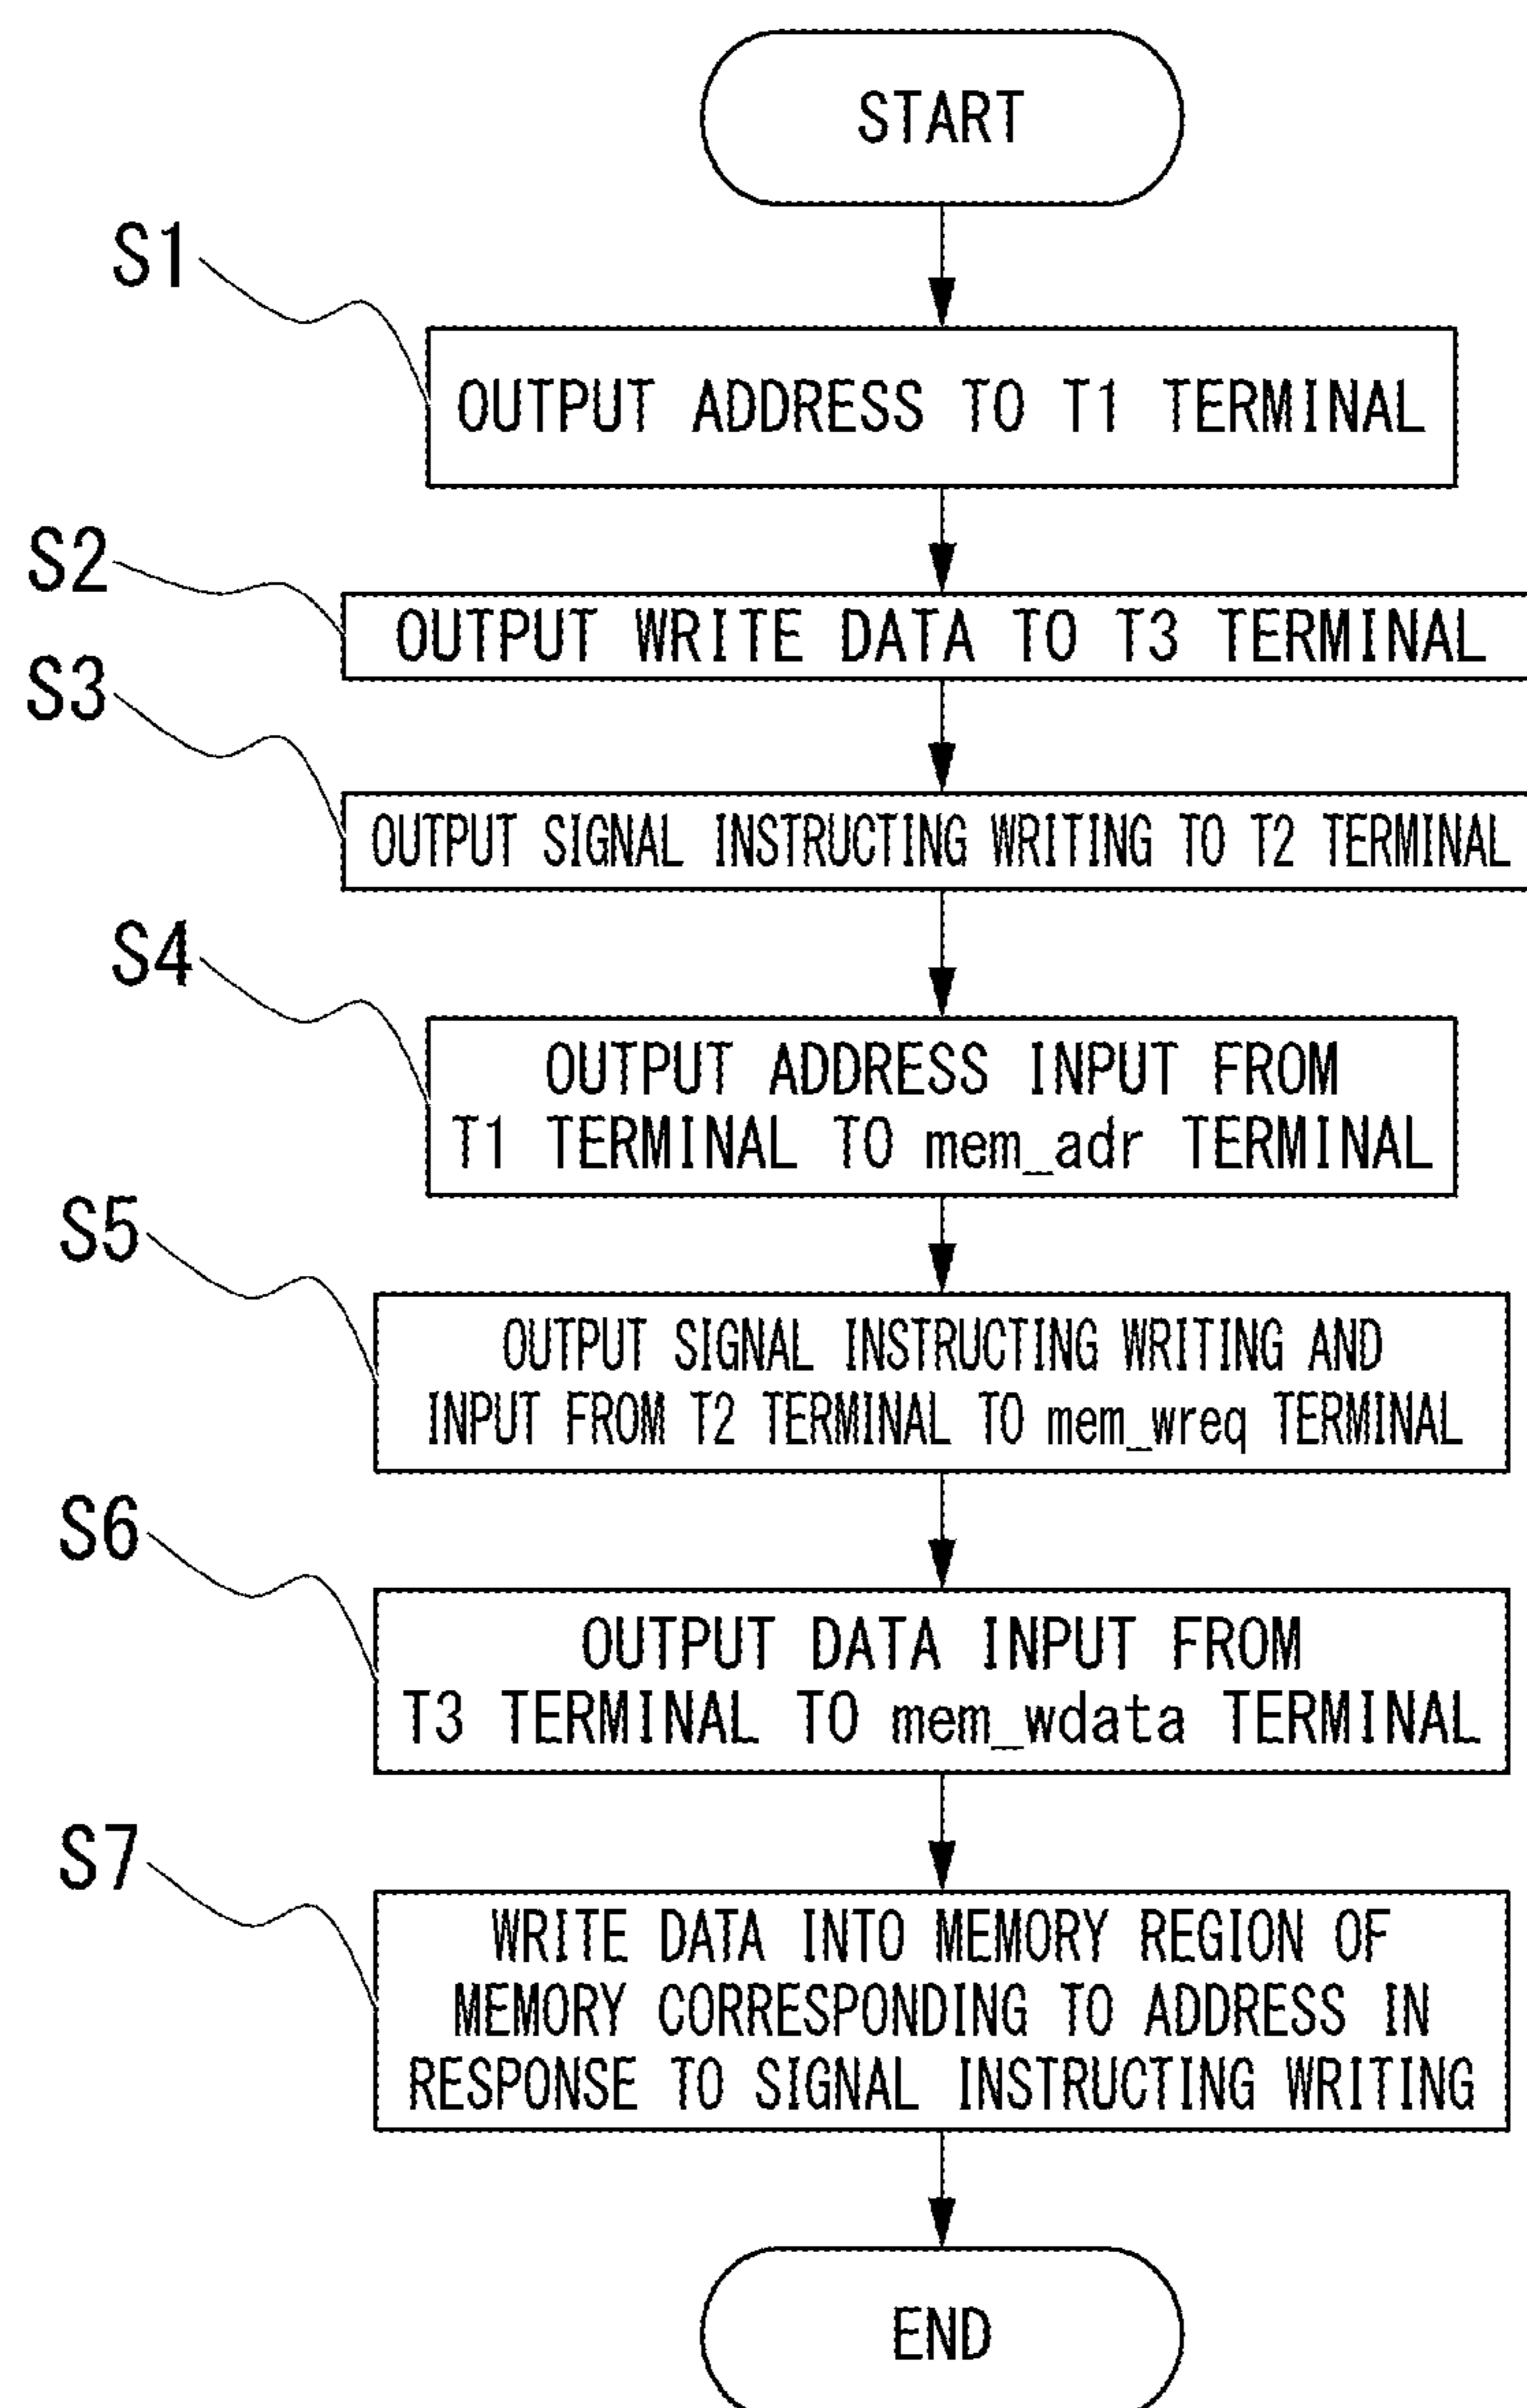 START
S1
OUTPUT ADDRESS TO T1 TERMINAL
S2
OUTPUT WRITE DATA TO T3 TERMINAL
S3
OUTPUT SIGNAL INSTRUCTING WRITING TO T2 TERMINAL
S4
OUTPUT ADDRESS INPUT FROM
T1 TERMINAL TO mem_adr TERMINAL
S5
OUTPUT SIGNAL INSTRUCTING WRITING AND
INPUT FROM T2 TERMINAL TO mem_wreq TERMINAL
S6
OUTPUT DATA INPUT FROM
T3 TERMINAL TO mem_wdata TERMINAL
S7
WRITE DATA INTO MEMORY REGION OF
MEMORY CORRESPONDING TO ADDRESS IN
RESPONSE TO SIGNAL INSTRUCTING WRITING
END